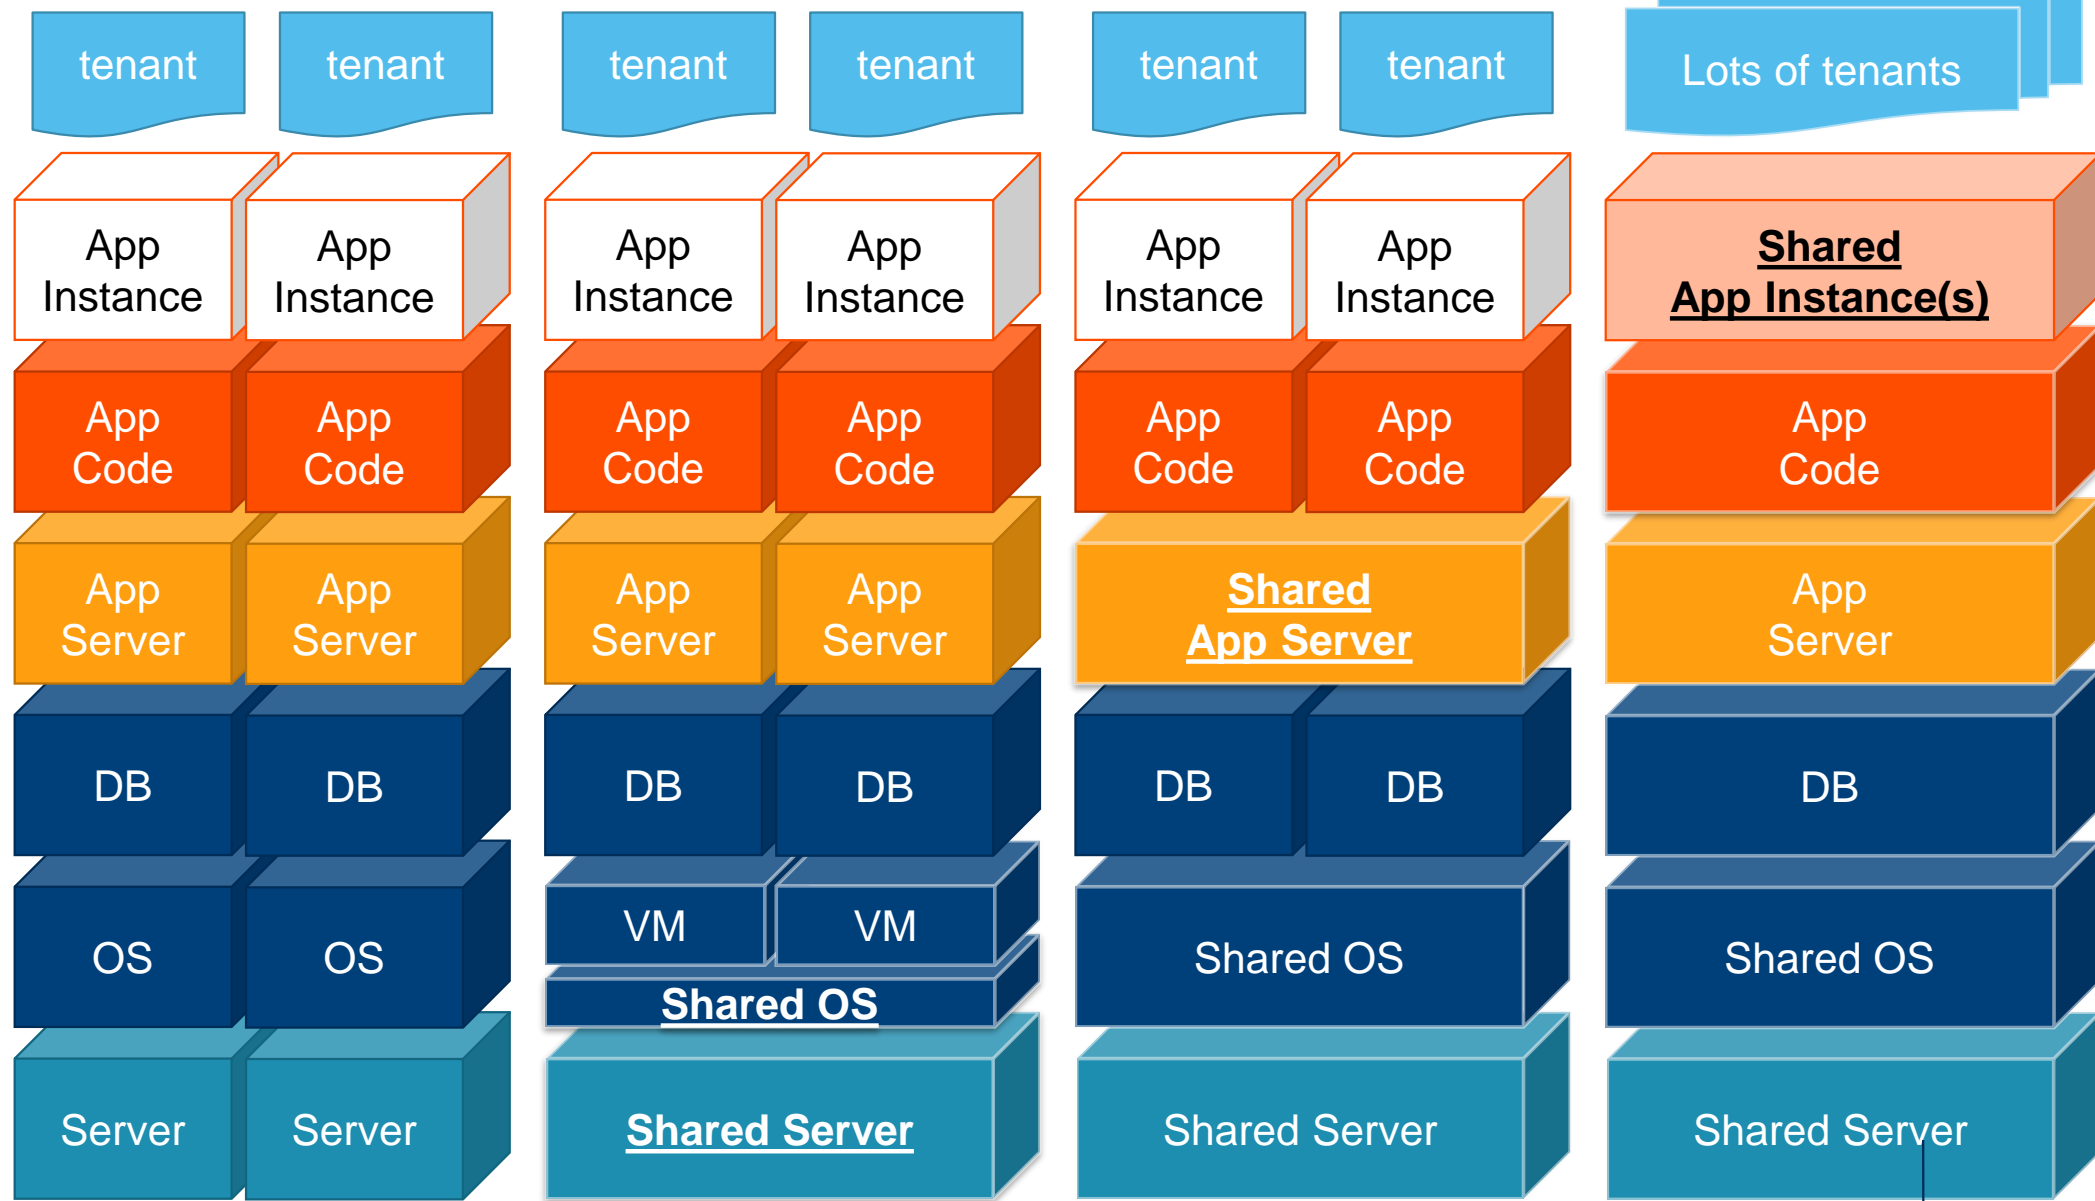 tenant tenant tenant tenant tenant tenant Lots of tenants
App App App App App App Shared
Instance Instance Instance Instance Instance Instance App Instance(s)
App App App App App App App
Code Code Code Code Code Code Code
App App App App Shared App
Server Server Server Server App Server Server
DB DB DB DB DB DB DB
OS OS VM VM Shared OS Shared OS
Shared OS
Server Server Shared Server Shared Server Shared Server